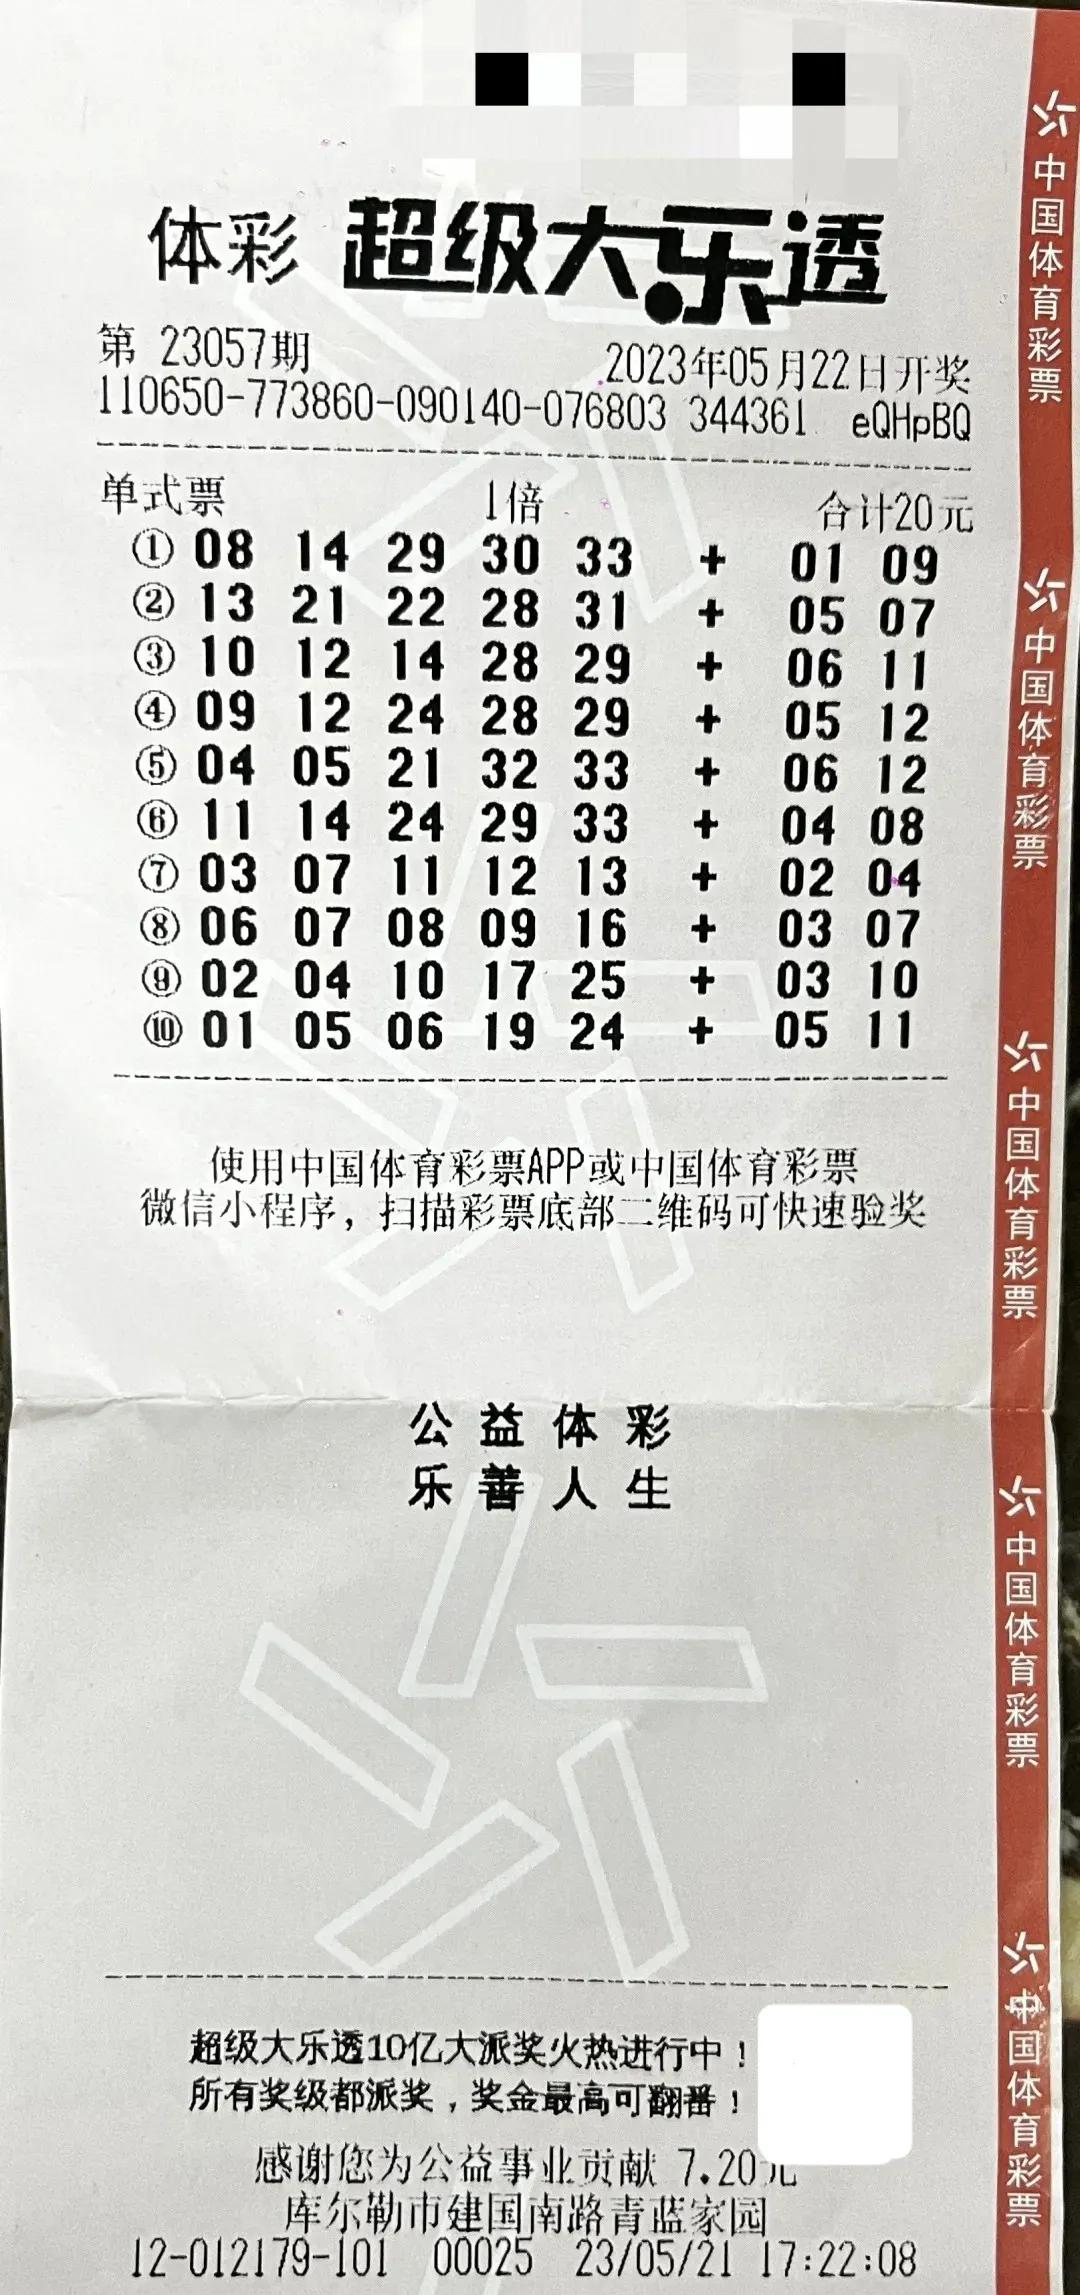 体彩 超级大乐透
第 23057期 2023年05月22日开奖
110650-773860-090140-076803 344361 eQHpBQ
单式票 1倍 合计20元
① 08 14 29 30 33 + 01 09
② 13 21 22 28 31 + 05 07
③ 10 12 14 28 29 + 06 11
④ 09 12 24 28 29 + 05 12
⑤ 04 05 21 32 33 + 06 12
⑥ 11 14 24 29 33 + 04 08
⑦ 03 07 11 12 13 + 02 04
⑧ 06 07 08 09 16 + 03 07
⑨ 02 04 10 17 25 + 03 10
⑩ 01 05 06 19 24 + 05 11
使用中国体育彩票APP或中国体育彩票
微信小程序，扫描彩票底部二维码可快速验奖
公益体彩
乐善人生
超级大乐透10亿大派奖火热进行中！
所有奖级都派奖，奖金最高可翻番！
感谢您为公益事业贡献 7.20元
库尔勒市建国南路青蓝家园
12-012179-101 00025 23/05/21 17:22:08
中国体育彩票
中国体育彩票
中国体育彩票
中国体育彩票
中国体育彩票